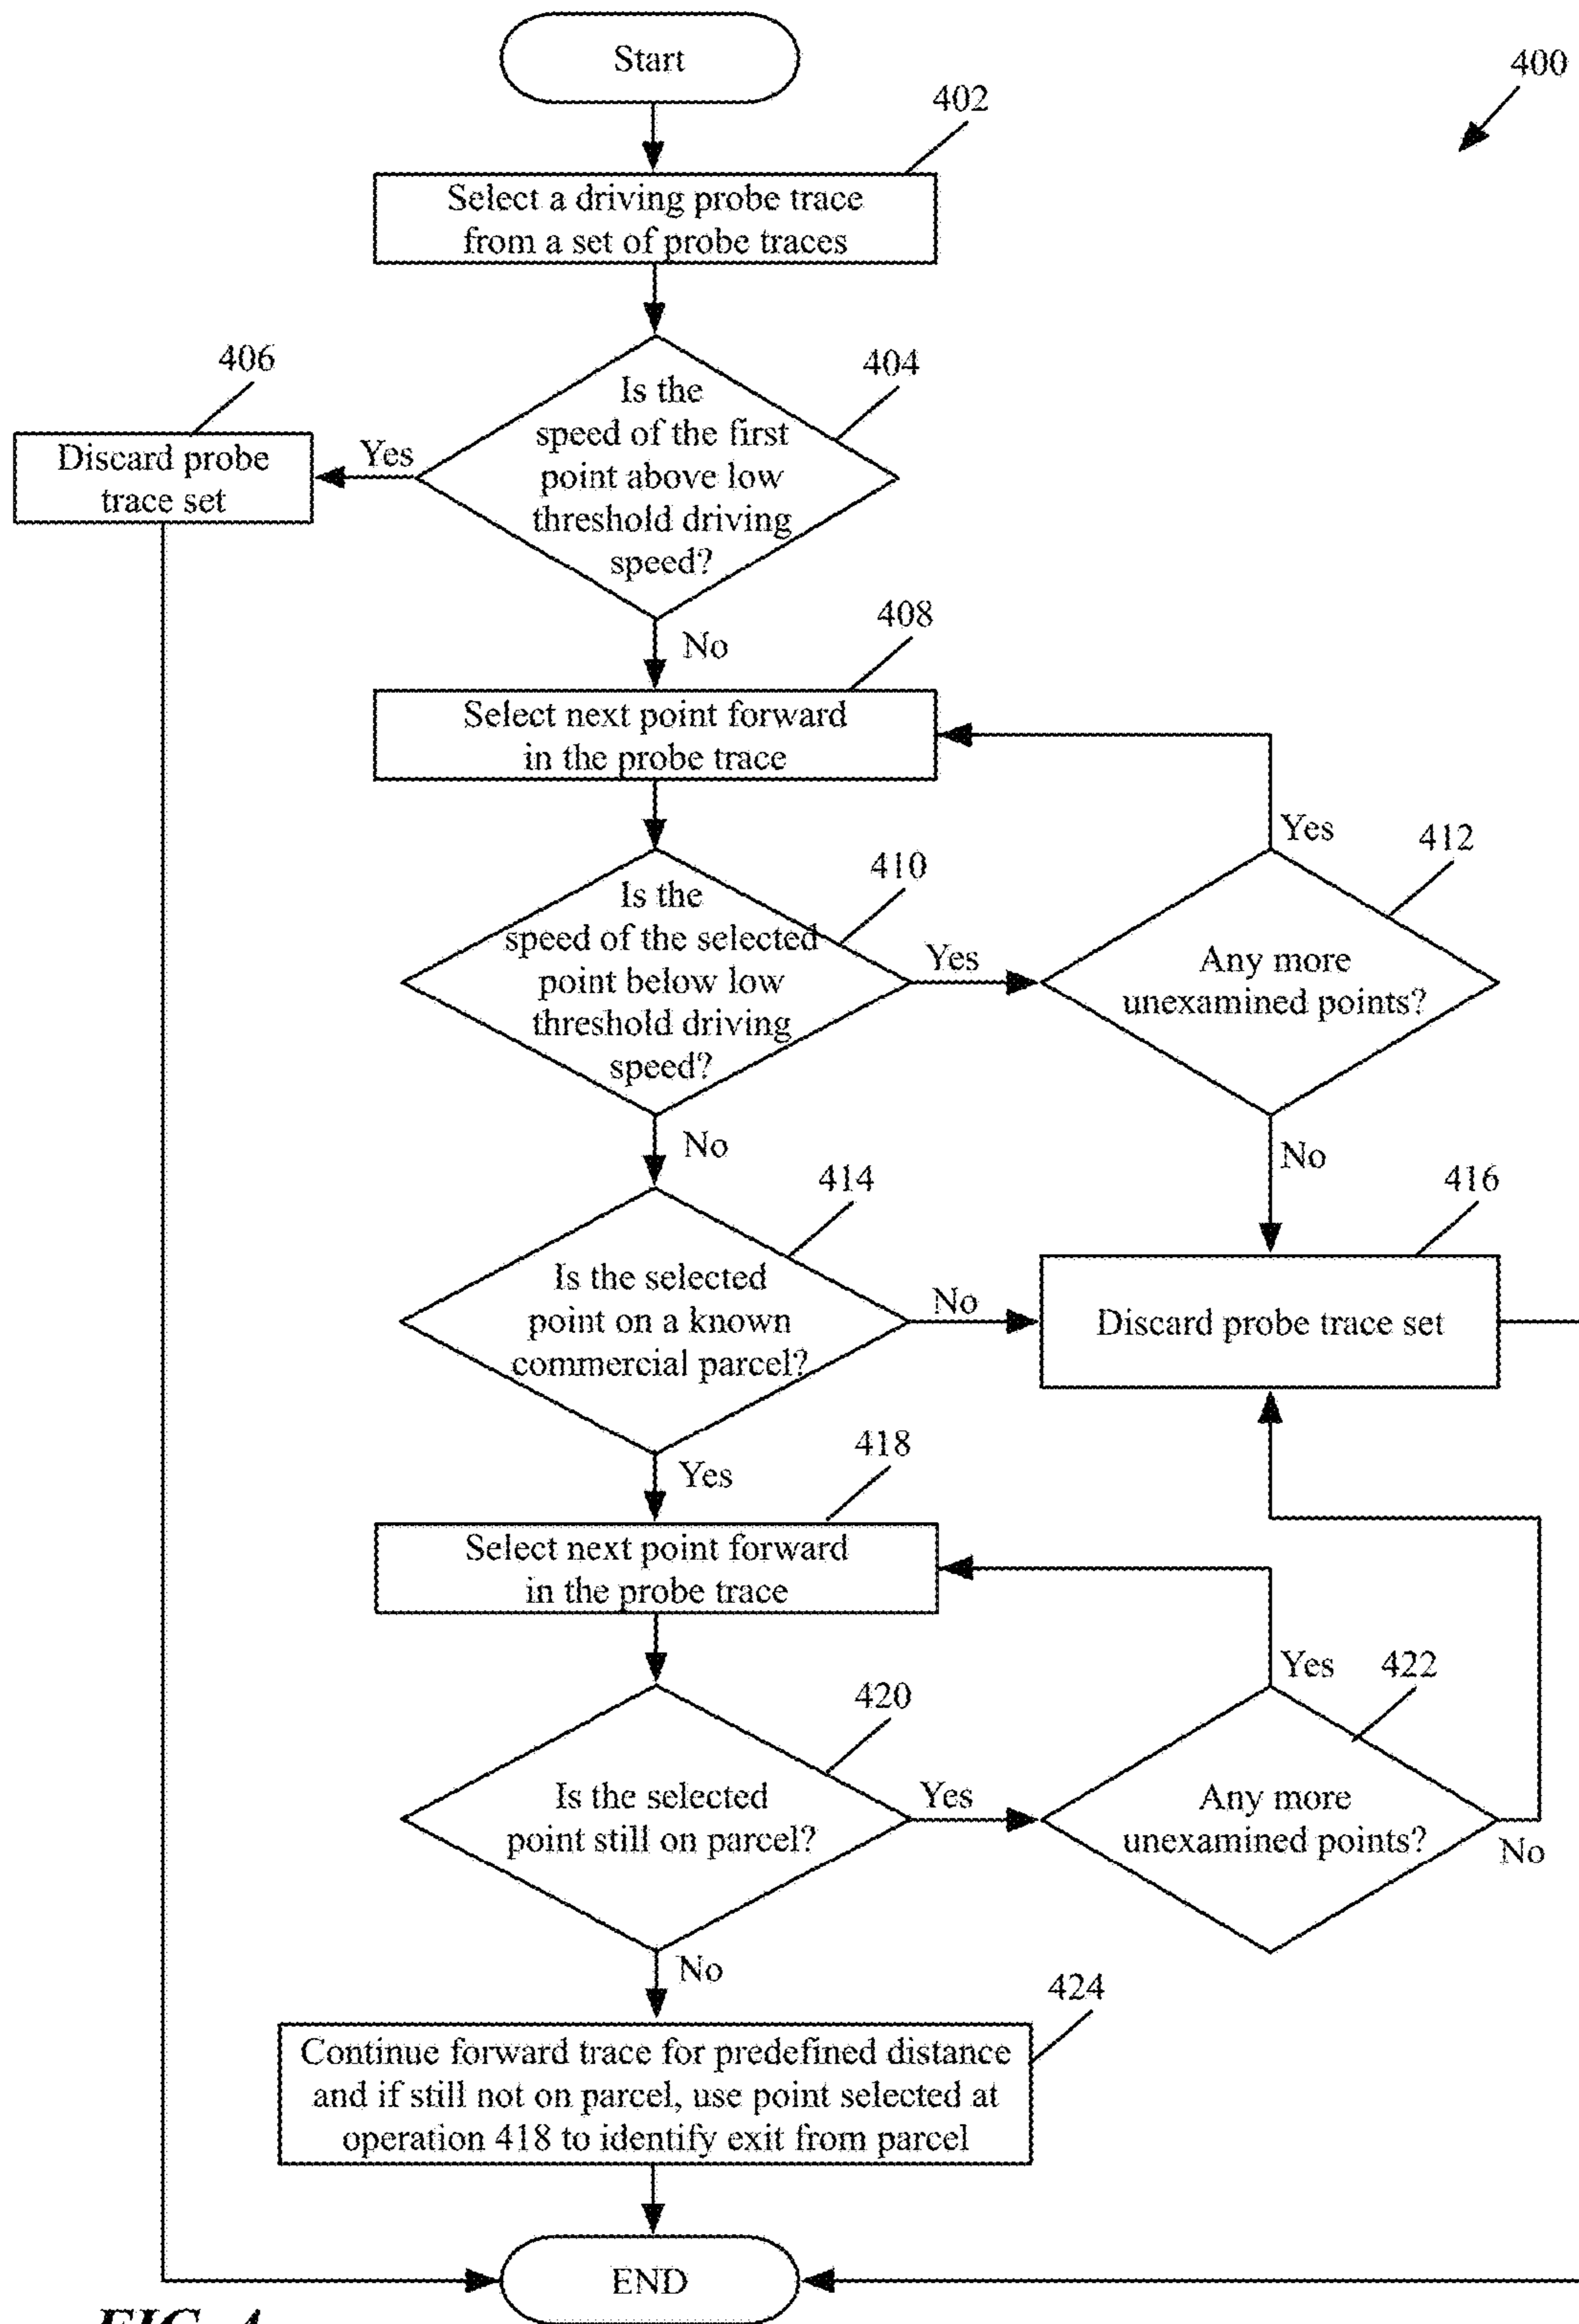 Start
400
402
Select a driving probe trace
from a set of probe traces
406
404
Discard probe
trace set
Yes
Is the
speed of the first
point above low
threshold driving
speed?
No
408
Select next point forward
in the probe trace
Yes
412
410
Is the
speed of the selected
point below low
threshold driving
speed?
Yes
Any more
unexamined points?
No
No
414
416
Is the selected
point on a known
commercial parcel?
No
Discard probe trace set
Yes
418
Select next point forward
in the probe trace
Yes
422
420
Is the selected
point still on parcel?
Yes
Any more
unexamined points?
No
No
424
Continue forward trace for predefined distance
and if still not on parcel, use point selected at
operation 418 to identify exit from parcel
END